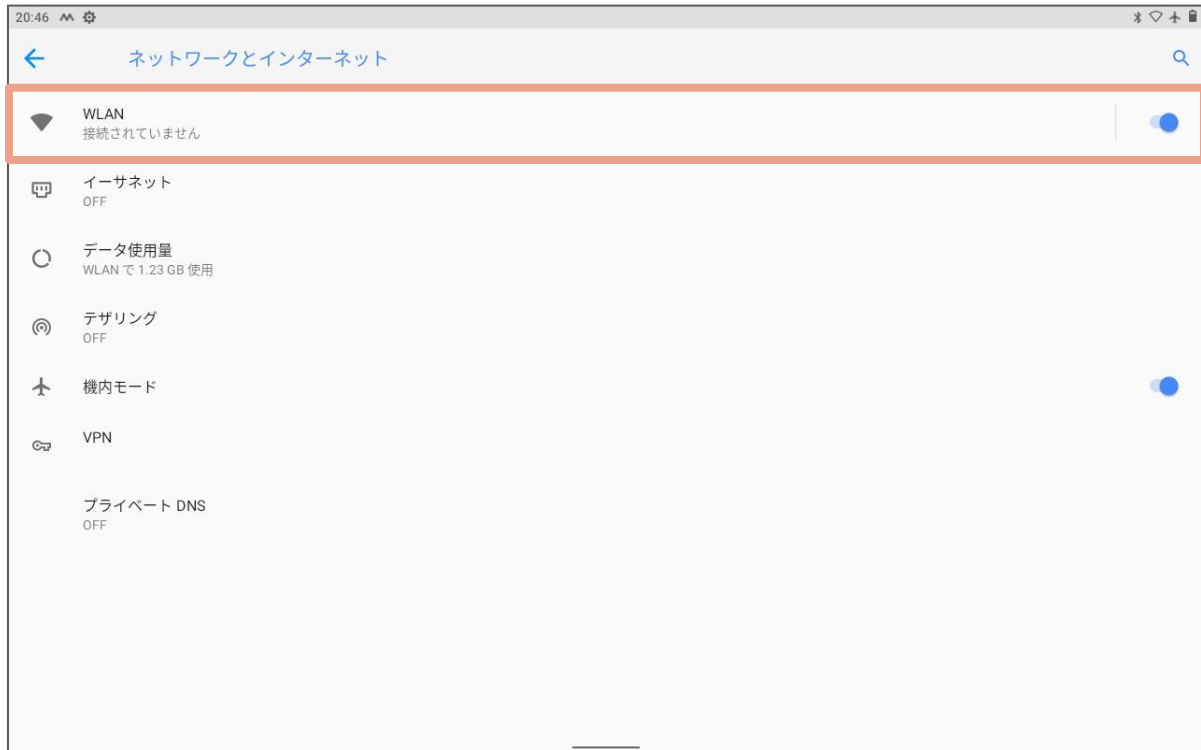 20:46
ネットワークとインターネット
WLAN
接続されていません
イーサネット
OFF
データ使用量
WLAN で 1.23 GB 使用
テザリング
OFF
機内モード
VPN
プライベート DNS
OFF